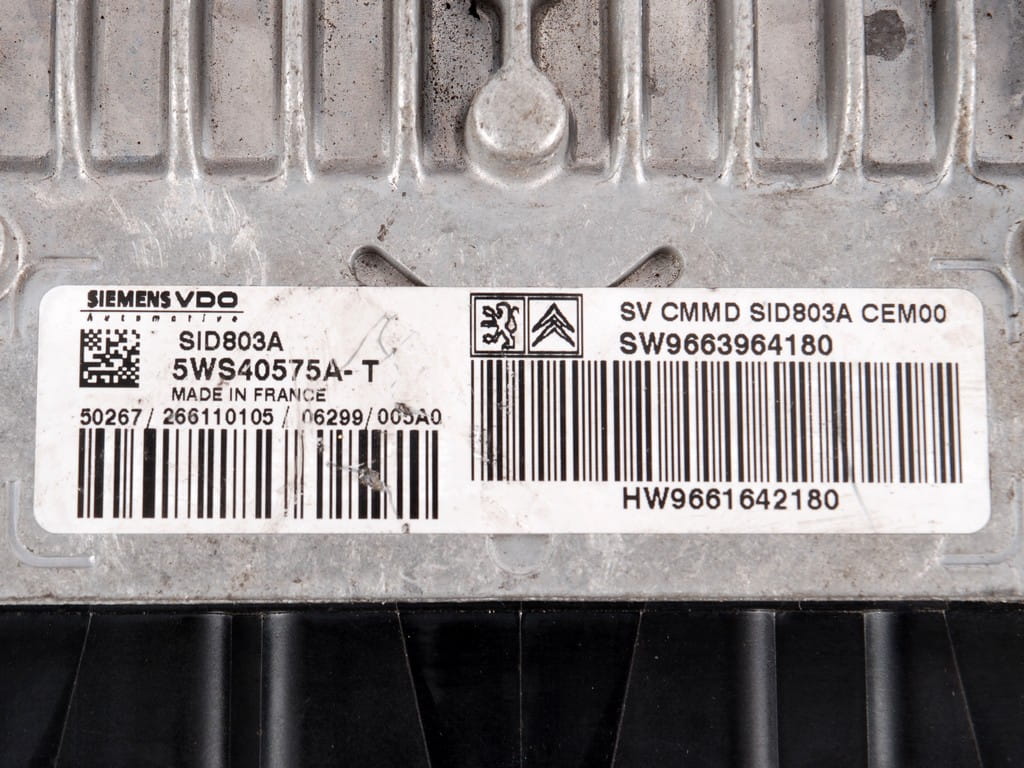 SIEMENS VDO
Automotive
SID803A
5WS40575A-T
MADE IN FRANCE
50267/ 266110105 / 06299/ 005A0
SV CMMD SID803A CEM00
SW9663964180
HW9661642180